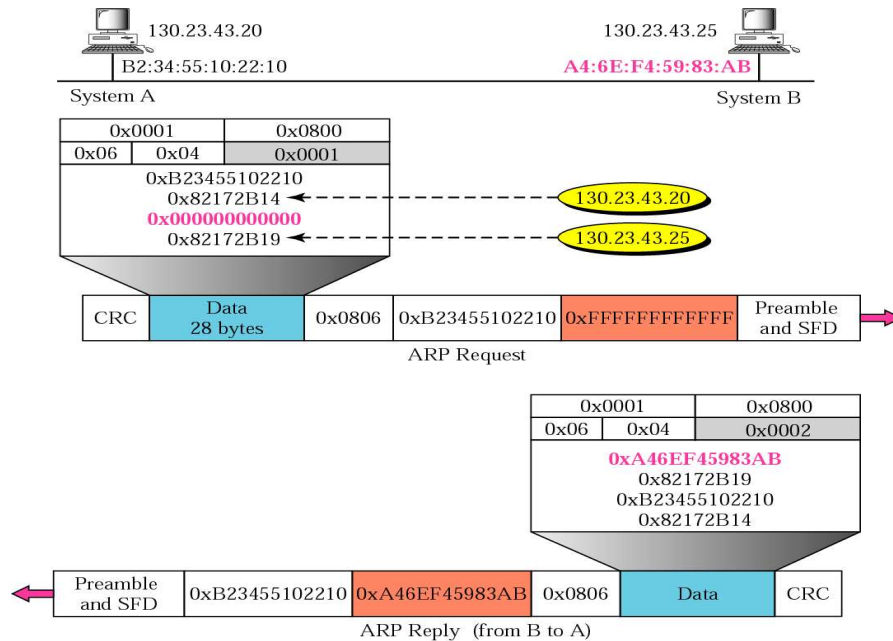 130.23.43.20
130.23.43.25
B2:34:55:10:22:10
A4:6E:F4:59:83:AB
System A
System B
0x0001 0x0800
0x06 0x04 0x0001
0xB23455102210
0x82172B14
130.23.43.20
0x000000000000
0x82172B19
130.23.43.25
CRC
Data
28 bytes
0x0806
0xB23455102210
0xFFFFFFFFFFFF
Preamble
and SFD
ARP Request
0x0001 0x0800
0x06 0x04 0x0002
0xA46EF45983AB
0x82172B19
0xB23455102210
0x82172B14
Preamble
and SFD
0xB23455102210
0xA46EF45983AB
0x0806
Data
CRC
ARP Reply (from B to A)